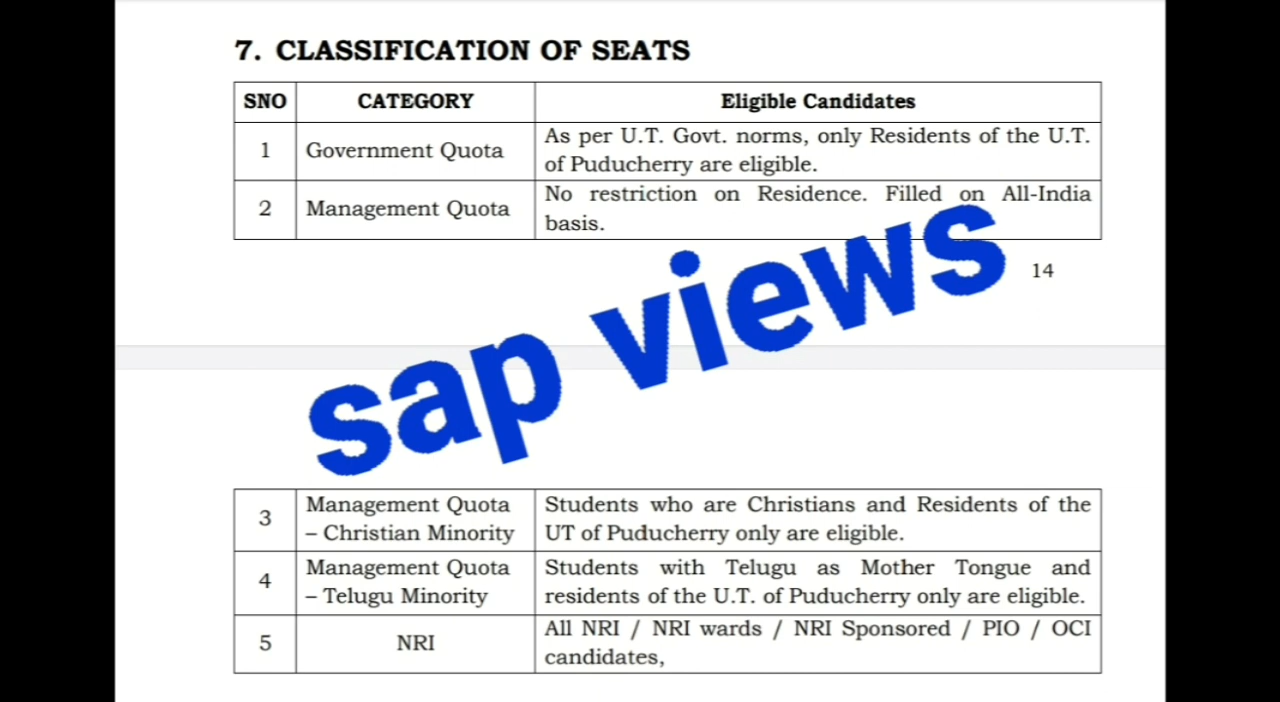 7. CLASSIFICATION OF SEATS
SNO CATEGORY Eligible Candidates
1 Government Quota As per U.T. Govt. norms, only Residents of the U.T.
of Puducherry are eligible.
2 Management Quota No restriction on Residence. Filled on All-India
basis.
14
sap views
3 Management Quota Students who are Christians and Residents of the
– Christian Minority UT of Puducherry only are eligible.
4 Management Quota Students with Telugu as Mother Tongue and
– Telugu Minority residents of the U.T. of Puducherry only are eligible.
5 NRI All NRI / NRI wards / NRI Sponsored / PIO / OCI
candidates,